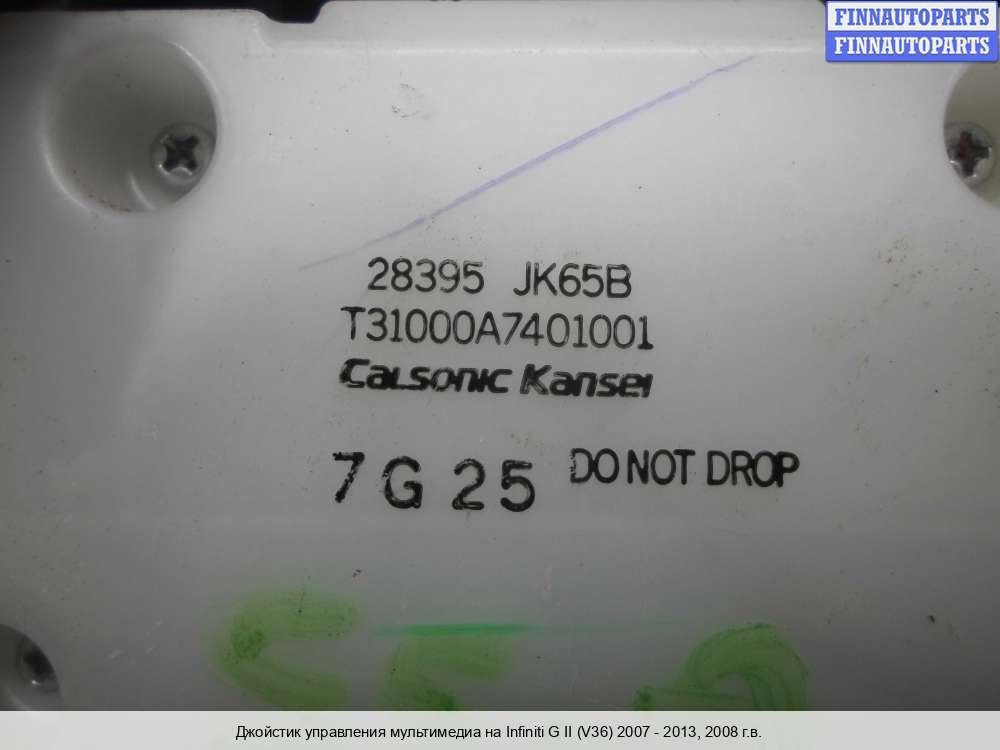 FINNAUTOPARTS
FINNAUTOPARTS
28395 JK65B
T31000A7401001
Calsonic Kansei
7G25 DO NOT DROP
Джойстик управления мультимедиа на Infiniti G II (V36) 2007 - 2013, 2008 г.в.